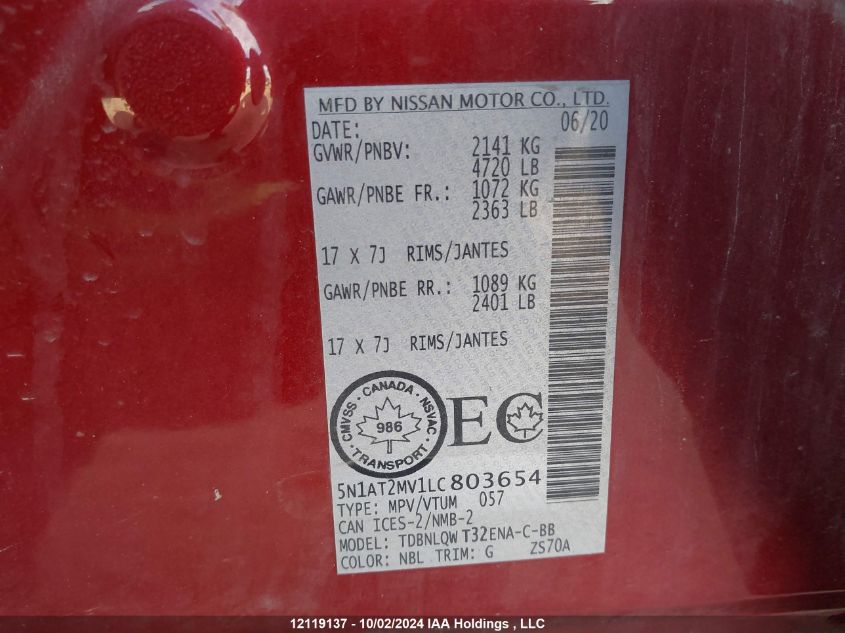 MFD BY NISSAN MOTOR CO., LTD.
DATE: 06/20
GVWR/PNBV: 2141 KG
4720 LB
GAWR/PNBE FR.: 1072 KG
2363 LB
17 X 7J RIMS/JANTES
GAWR/PNBE RR.: 1089 KG
2401 LB
17 X 7J RIMS/JANTES
CMVSS · CANADA · NSVAC
986
· TRANSPORT ·
EC
5N1AT2MV1LC803654
TYPE: MPV/VTUM 057
CAN ICES-2/NMB-2
MODEL: TDBNLQW T32ENA-C-BB
COLOR: NBL TRIM: G ZS70A
12119137 - 10/02/2024 IAA Holdings , LLC